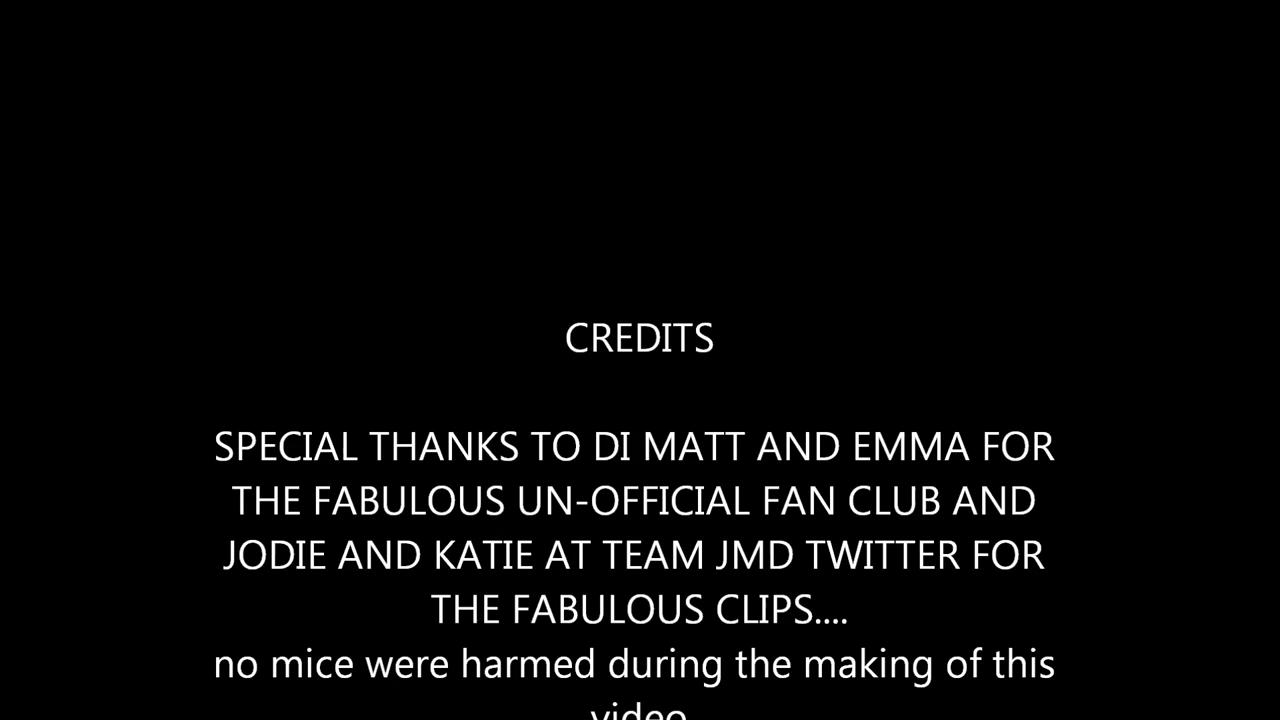 CREDITS
SPECIAL THANKS TO DI MATT AND EMMA FOR
THE FABULOUS UN-OFFICIAL FAN CLUB AND
JODIE AND KATIE AT TEAM JMD TWITTER FOR
THE FABULOUS CLIPS....
no mice were harmed during the making of this
video